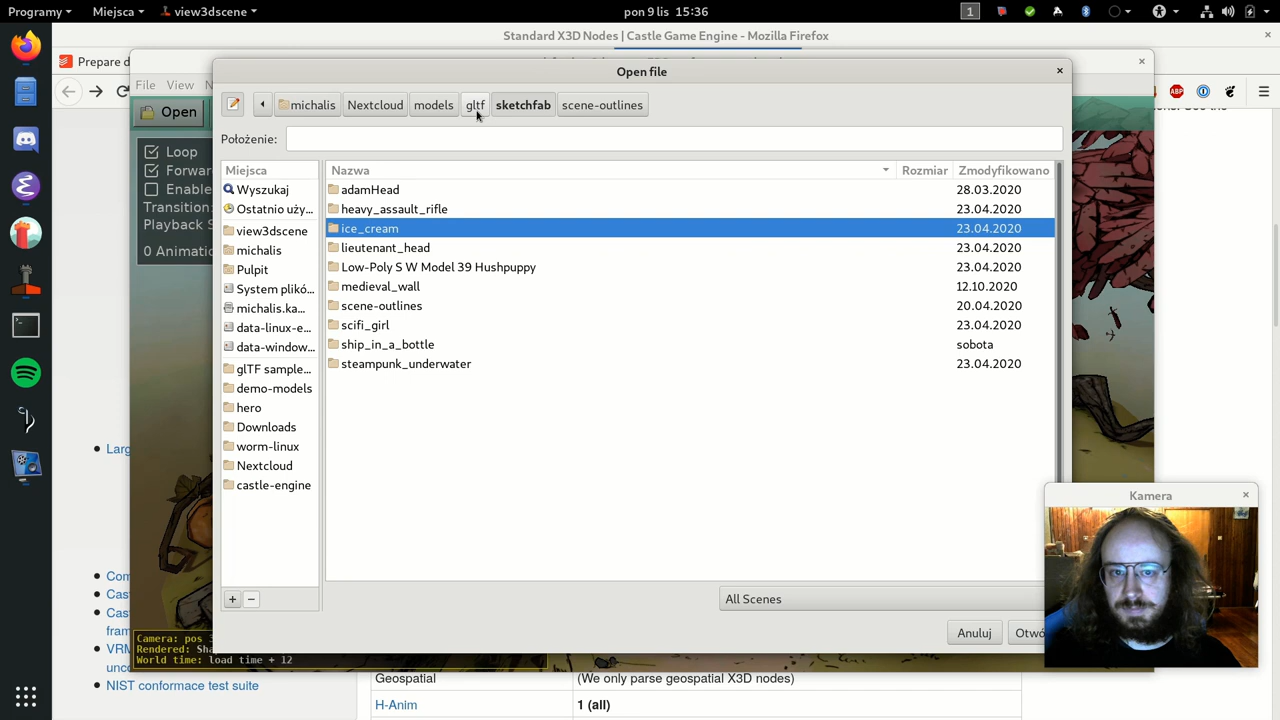 Programy
Miejsca
view3dscene
pon 9 lis 15:36
1
Standard X3D Nodes | Castle Game Engine - Mozilla Firefox
Prepare d
File View N
Open
Loop
Forwar
Enable
Transition:
Playback S
0 Animatio
Open file
michalis
Nextcloud
models
gltf
sketchfab
scene-outlines
Położenie:
Miejsca
Wyszukaj
Ostatnio uży...
view3dscene
michalis
Pulpit
System plikó...
michalis.ka...
data-linux-e...
data-window...
glTF sample...
demo-models
hero
Downloads
worm-linux
Nextcloud
castle-engine
Nazwa Rozmiar Zmodyfikowano
adamHead 28.03.2020
heavy_assault_rifle 23.04.2020
ice_cream 23.04.2020
lieutenant_head 23.04.2020
Low-Poly S W Model 39 Hushpuppy 23.04.2020
medieval_wall 12.10.2020
scene-outlines 20.04.2020
scifi_girl 23.04.2020
ship_in_a_bottle sobota
steampunk_underwater 23.04.2020
All Scenes
Anuluj
Otwó
Kamera
ABP
Larg
Com
Cas
Cas
fram
VRM
unco
NIST conformace test suite
Camera: pos 3
Rendered: Sha
World time: load time + 12
Geospatial (We only parse geospatial X3D nodes)
H-Anim 1 (all)